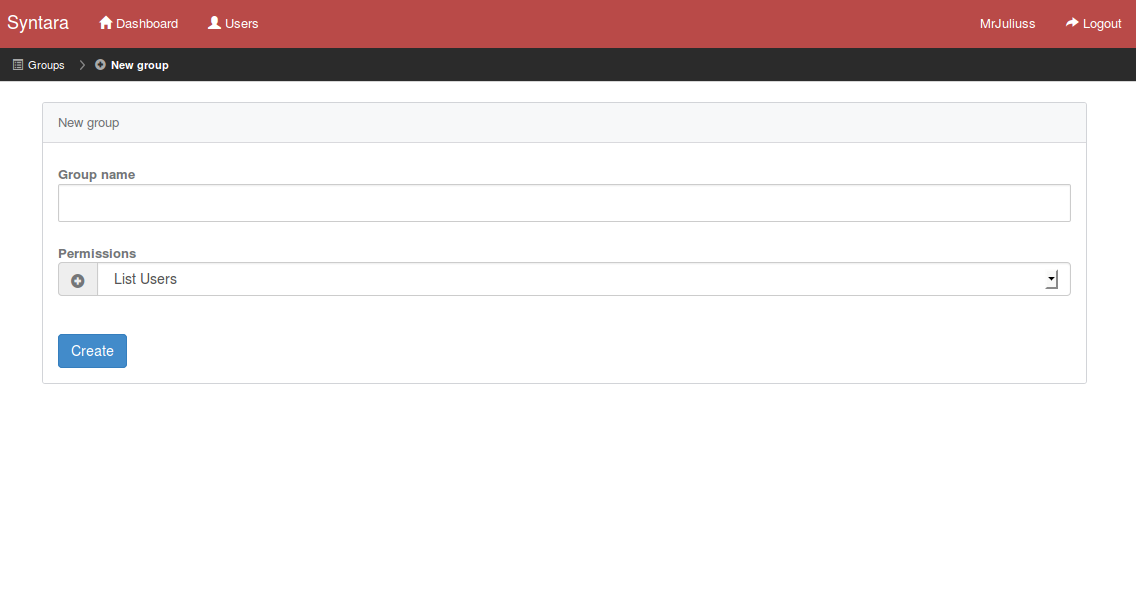 Syntara Dashboard Users MrJuliuss Logout
Groups New group
New group
Group name
Permissions
List Users
Create